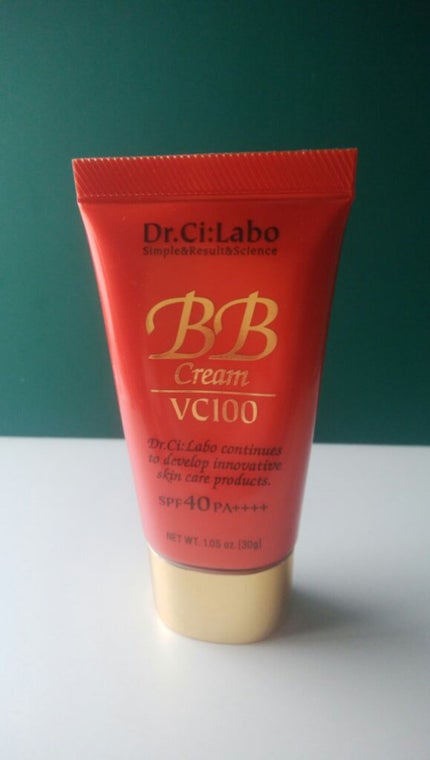 Dr.Ci:Labo
Simple&Result&Science
BB
Cream
VC100
Dr.Ci:Labo continues
to develop innovative
skin care products.
SPF40 PA++++
NET WT. 1.05 oz. (30g)